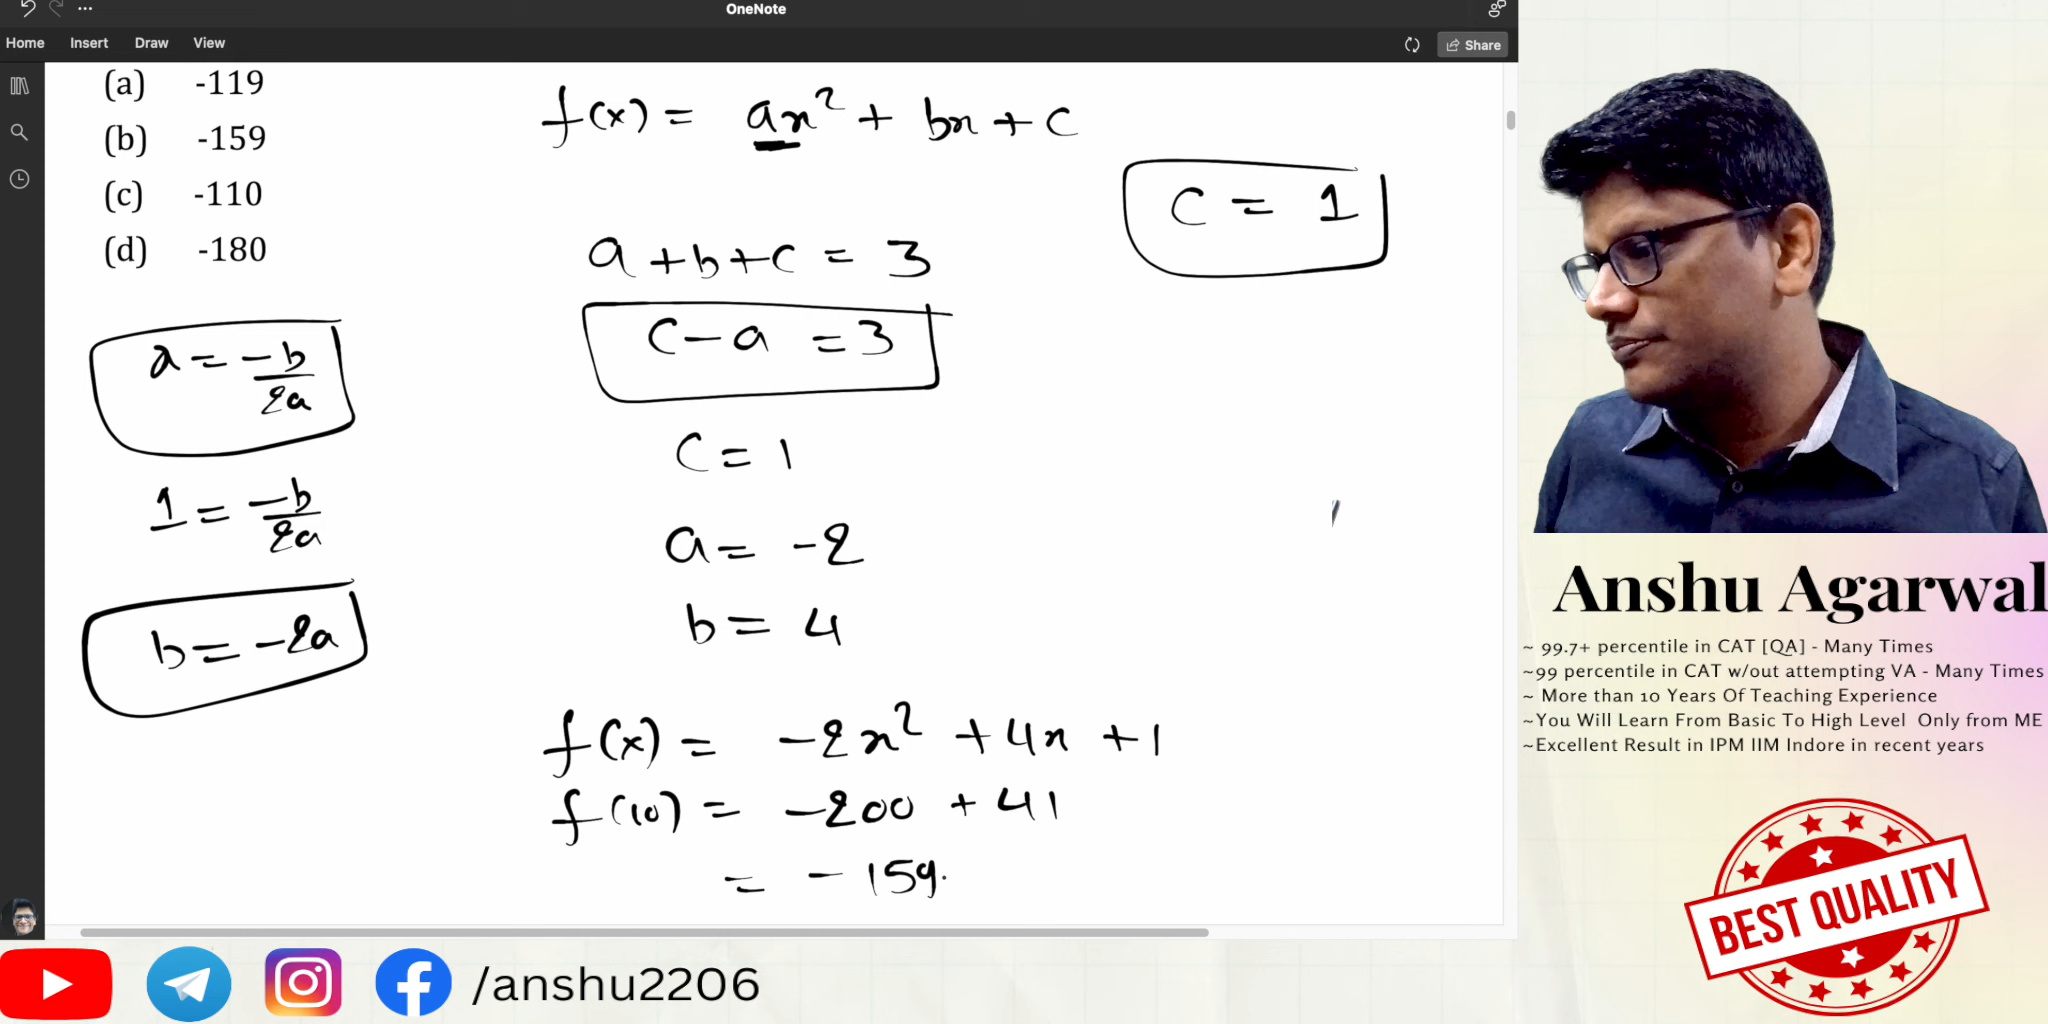 OneNote
Home Insert Draw View
Share
(a) -119
(b) -159
(c) -110
(d) -180
f(x) = ax² + bx + c
c = 1
a + b + c = 3
c - a = 3
a = -b/2a
c = 1
1 = -b/2a
a = -2
b = 4
b = -2a
f(x) = -2x² + 4x + 1
f(10) = -200 + 41
= -159.
Anshu Agarwal
~ 99.7+ percentile in CAT [QA] - Many Times
~99 percentile in CAT w/out attempting VA - Many Times
~ More than 10 Years Of Teaching Experience
~You Will Learn From Basic To High Level Only from ME
~Excellent Result in IPM IIM Indore in recent years
BEST QUALITY
/anshu2206